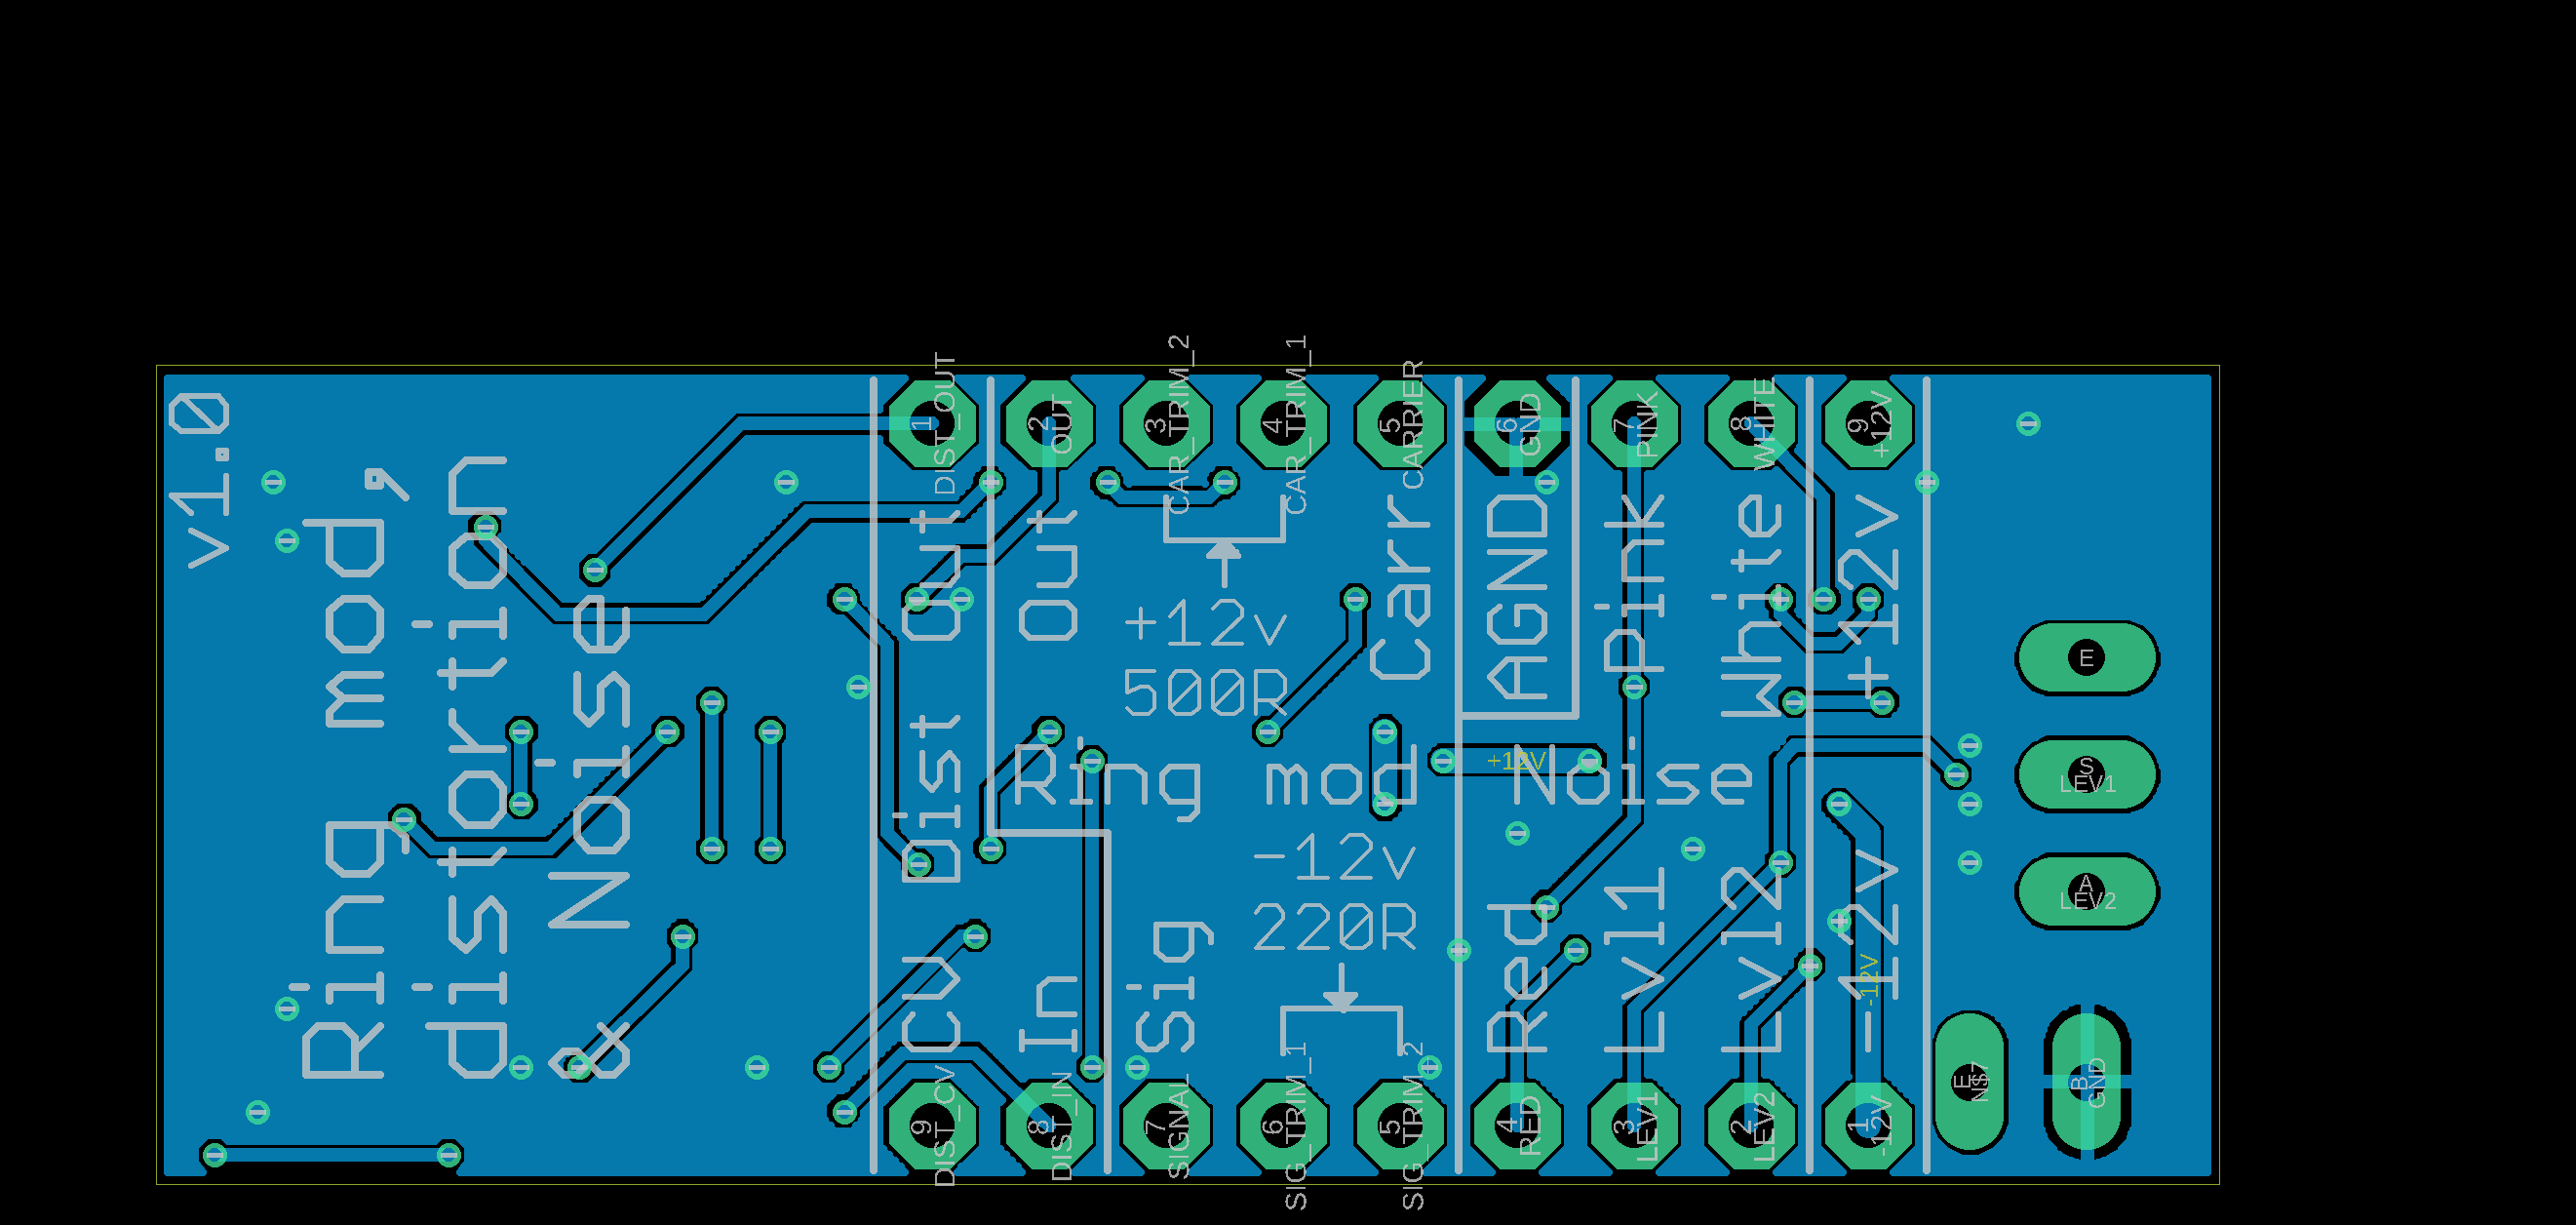 v1.0
Ring mod,
distortion
& Noise
1
DIST_OUT
2
OUT
3
CAR_TRIM_2
4
CAR_TRIM_1
5
CARRIER
6
GND
7
PINK
8
WHITE
9
+12V
Dist Out
Out
+12v
500R
Carr
AGND
Pink
White
+12v
Ring mod
+12V
Noise
-12v
220R
CV
In
Sig
Red
Lvl1
Lvl2
-12v
-12V
9
DIST_CV
8
DIST_IN
7
SIGNAL
6
SIG_TRIM_1
5
SIG_TRIM_2
4
RED
3
LEV1
2
LEV2
1
-12V
E
S
LEV1
A
LEV2
E
N$7
B
GND